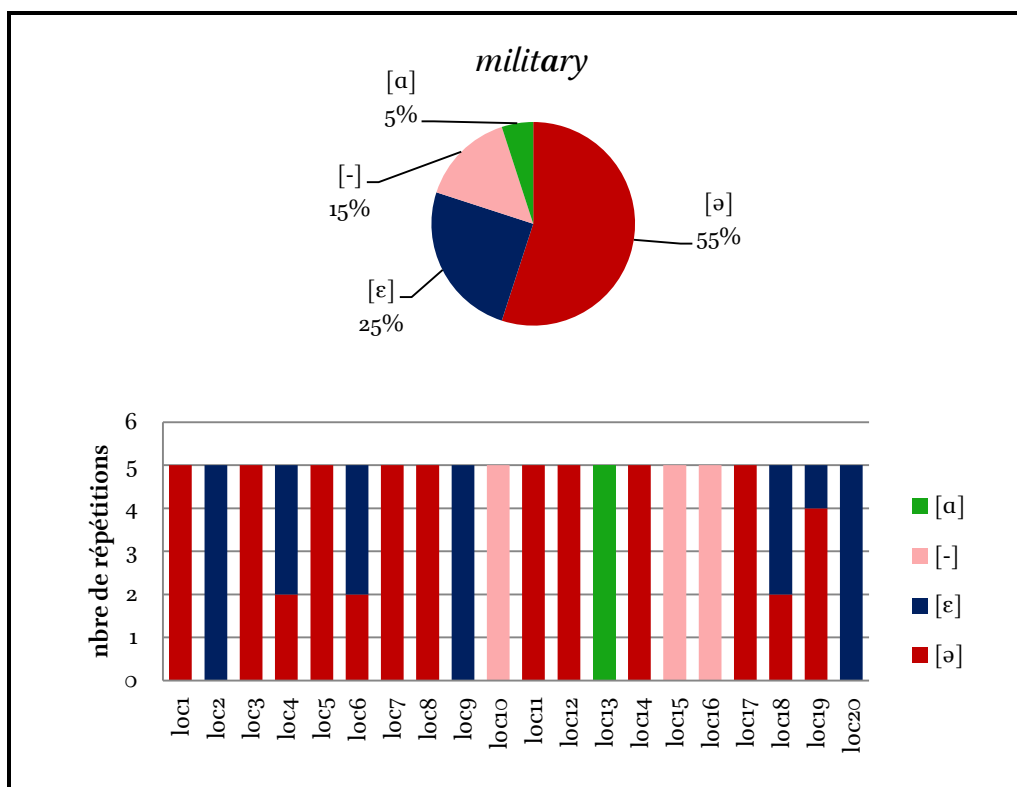 military
[ɑ]
5%
[-]
15%
[ə]
55%
[ɛ]
25%
nbre de répétitions
6
5
4
3
2
1
0
loc1
loc2
loc3
loc4
loc5
loc6
loc7
loc8
loc9
loc10
loc11
loc12
loc13
loc14
loc15
loc16
loc17
loc18
loc19
loc20
[ɑ]
[-]
[ɛ]
[ə]